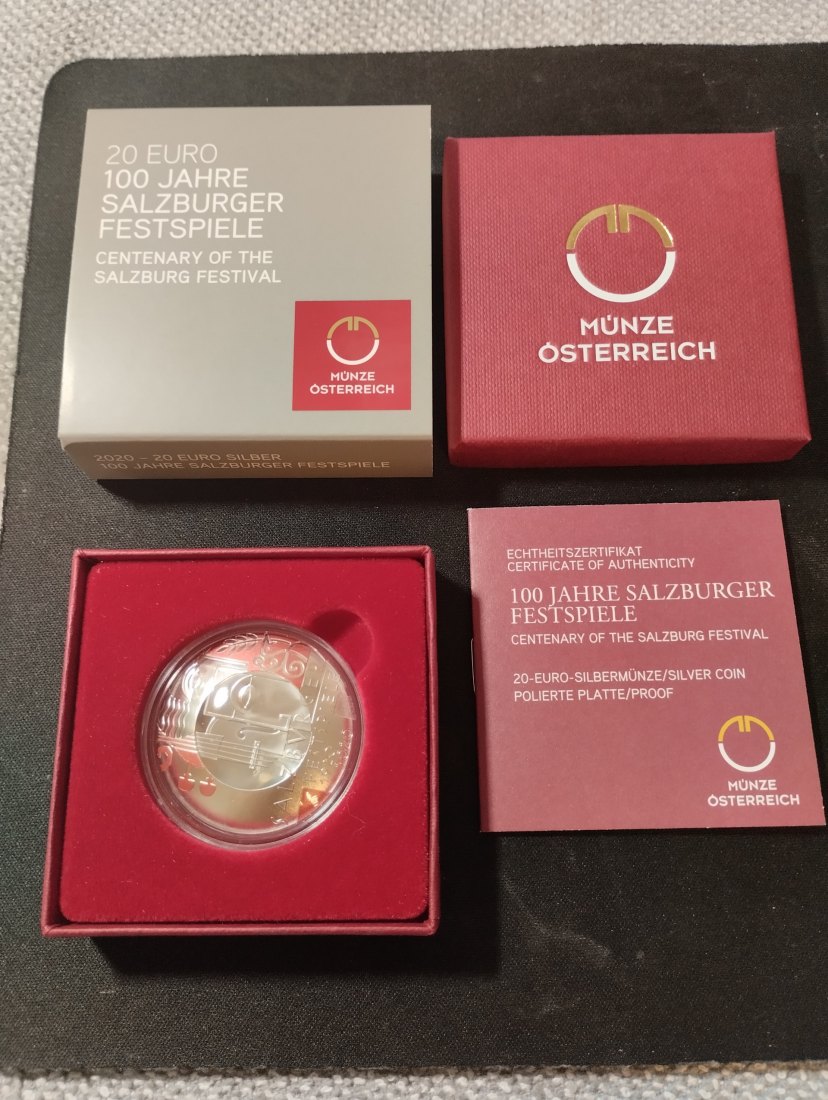 20 EURO
100 JAHRE
SALZBURGER
FESTSPIELE
CENTENARY OF THE
SALZBURG FESTIVAL
MÜNZE
ÖSTERREICH
2020 – 20 EURO SILBER
100 JAHRE SALZBURGER FESTSPIELE
MÜNZE
ÖSTERREICH
ECHTHEITSZERTIFIKAT
CERTIFICATE OF AUTHENTICITY
100 JAHRE SALZBURGER
FESTSPIELE
CENTENARY OF THE SALZBURG FESTIVAL
20-EURO-SILBERMÜNZE/SILVER COIN
POLIERTE PLATTE/PROOF
MÜNZE
ÖSTERREICH